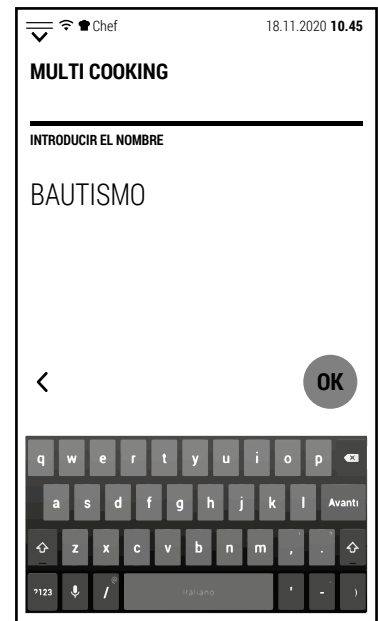 Chef 18.11.2020 10.45
MULTI COOKING
INTRODUCIR EL NOMBRE
BAUTISMO
OK
q w e r t y u i o p
a s d f g h j k l Avanti
z x c v b n m , .
?123 / @ Italiano ' - )